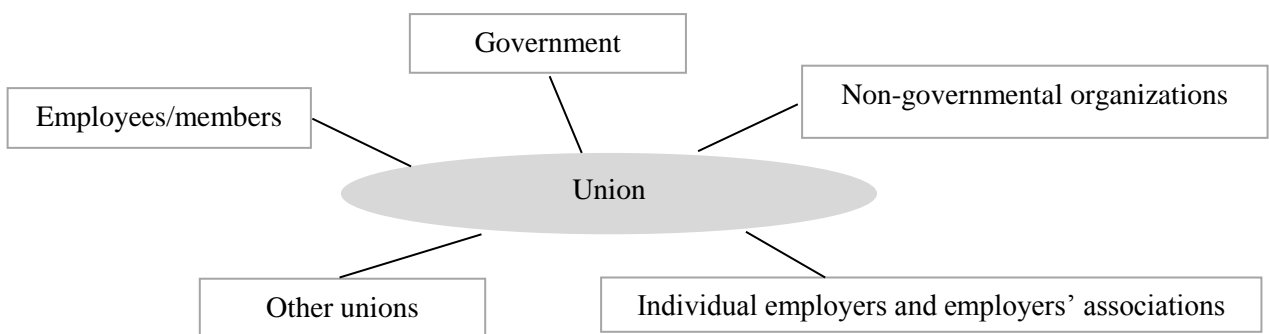 Government
Non-governmental organizations
Employees/members
Union
Other unions
Individual employers and employers’ associations